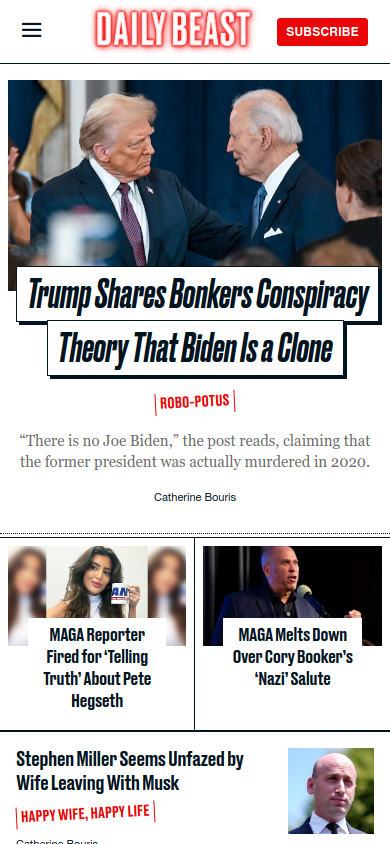 DAILY BEAST
SUBSCRIBE
Trump Shares Bonkers Conspiracy
Theory That Biden Is a Clone
ROBO-POTUS
“There is no Joe Biden,” the post reads, claiming that
the former president was actually murdered in 2020.
Catherine Bouris
AN
MAGA Reporter
Fired for ‘Telling
Truth’ About Pete
Hegseth
MAGA Melts Down
Over Cory Booker’s
‘Nazi’ Salute
Stephen Miller Seems Unfazed by
Wife Leaving With Musk
HAPPY WIFE, HAPPY LIFE
Catherine Bouris